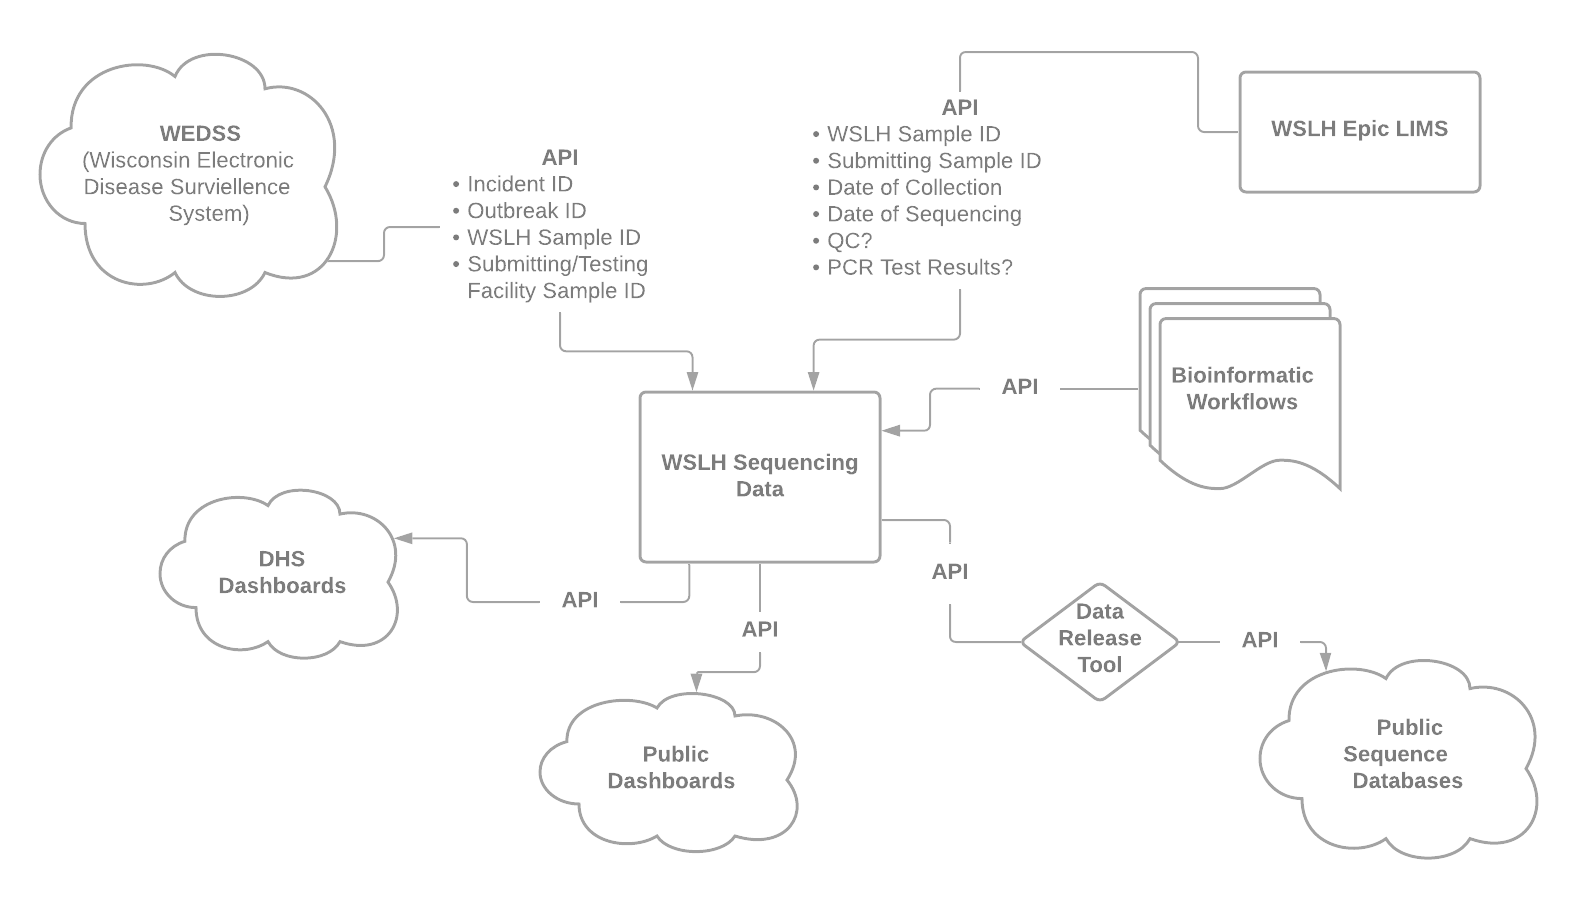 WEDSS
(Wisconsin Electronic
Disease Surviellence
System)
API
• Incident ID
• Outbreak ID
• WSLH Sample ID
• Submitting/Testing
Facility Sample ID
API
• WSLH Sample ID
• Submitting Sample ID
• Date of Collection
• Date of Sequencing
• QC?
• PCR Test Results?
WSLH Epic LIMS
Bioinformatic
Workflows
API
WSLH Sequencing
Data
DHS
Dashboards
API
API
Public
Dashboards
API
Data
Release
Tool
API
Public
Sequence
Databases